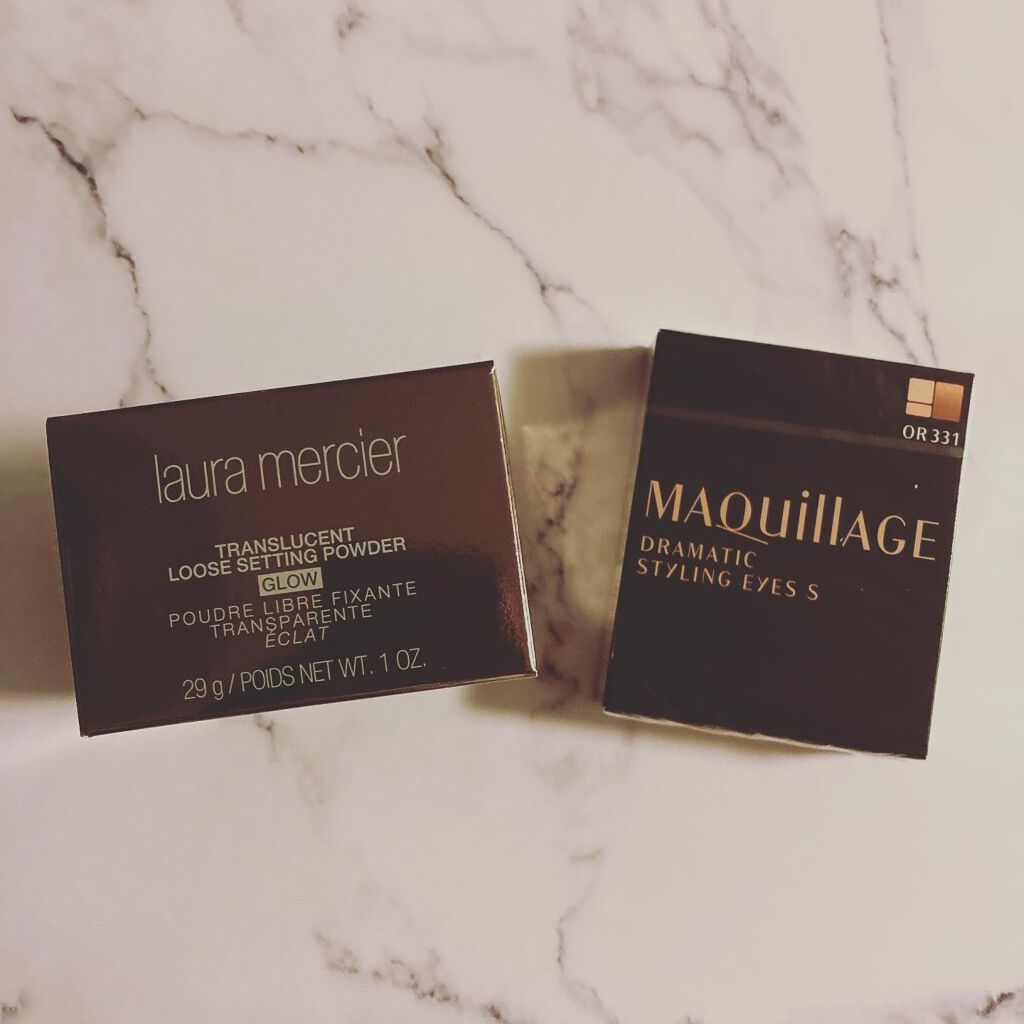 laura mercier
TRANSLUCENT
LOOSE SETTING POWDER
GLOW
POUDRE LIBRE FIXANTE
TRANSPARENTE
ÉCLAT
29 g / POIDS NET WT. 1 OZ.
OR 331
MAQuillAGE
DRAMATIC
STYLING EYES S